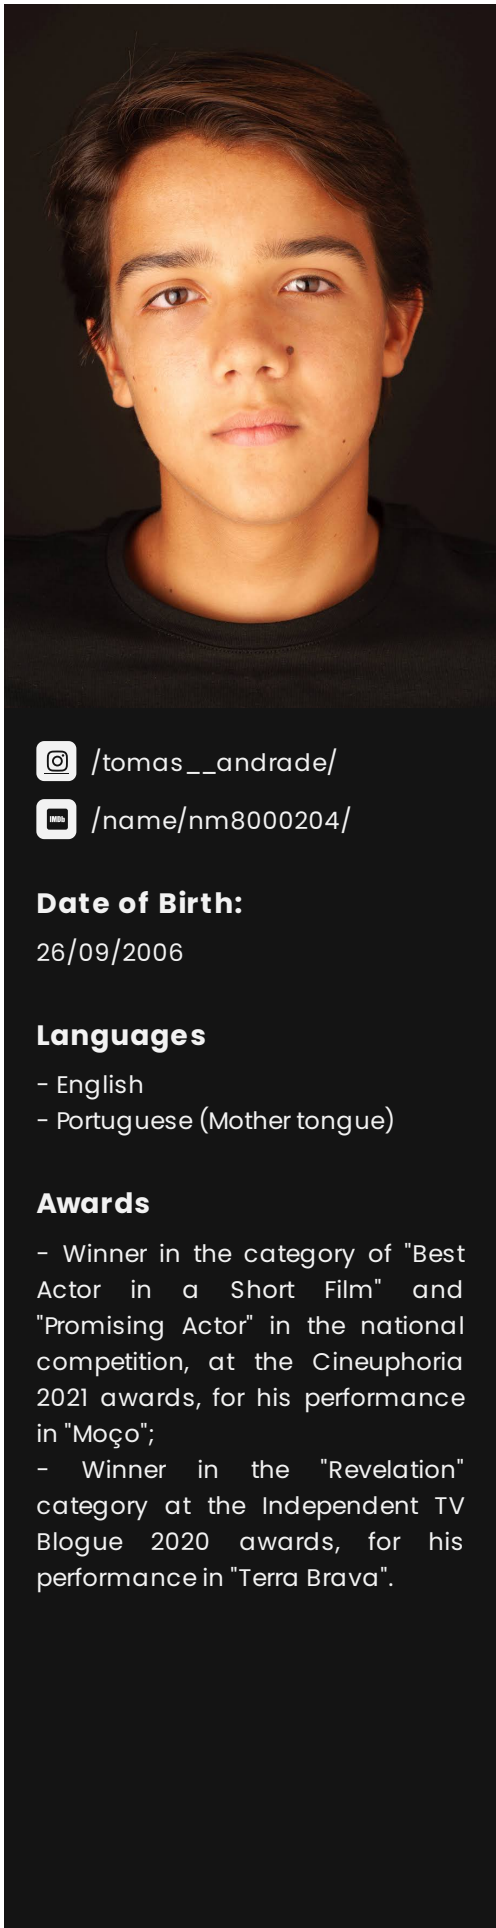 /tomas__andrade/
IMDb /name/nm8000204/
Date of Birth:
26/09/2006
Languages
- English
- Portuguese (Mother tongue)
Awards
- Winner in the category of "Best
Actor in a Short Film" and
"Promising Actor" in the national
competition, at the Cineuphoria
2021 awards, for his performance
in "Moço";
- Winner in the "Revelation"
category at the Independent TV
Blogue 2020 awards, for his
performance in "Terra Brava".